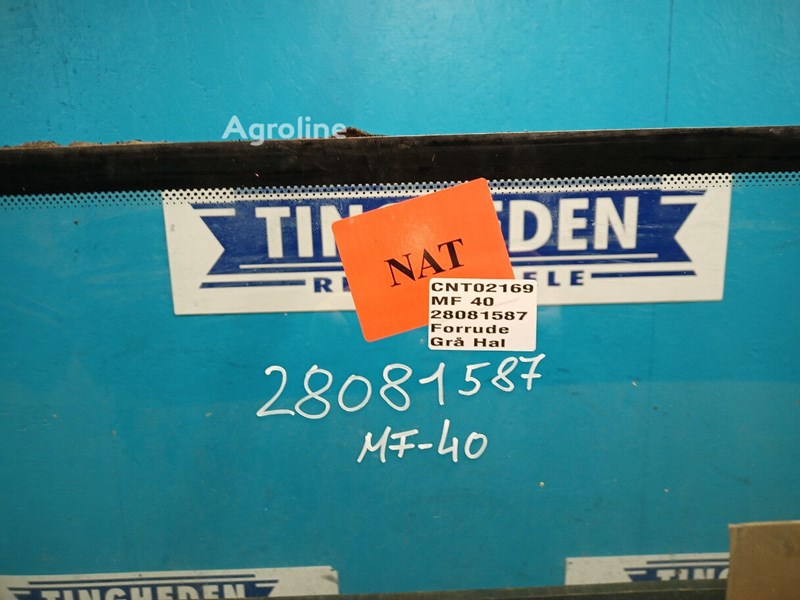 Agroline
TINGHEDEN
NAT
CNT02169
MF 40
28081587
Forrude
Grå Hal
28081587
MF-40
TINGHEDEN